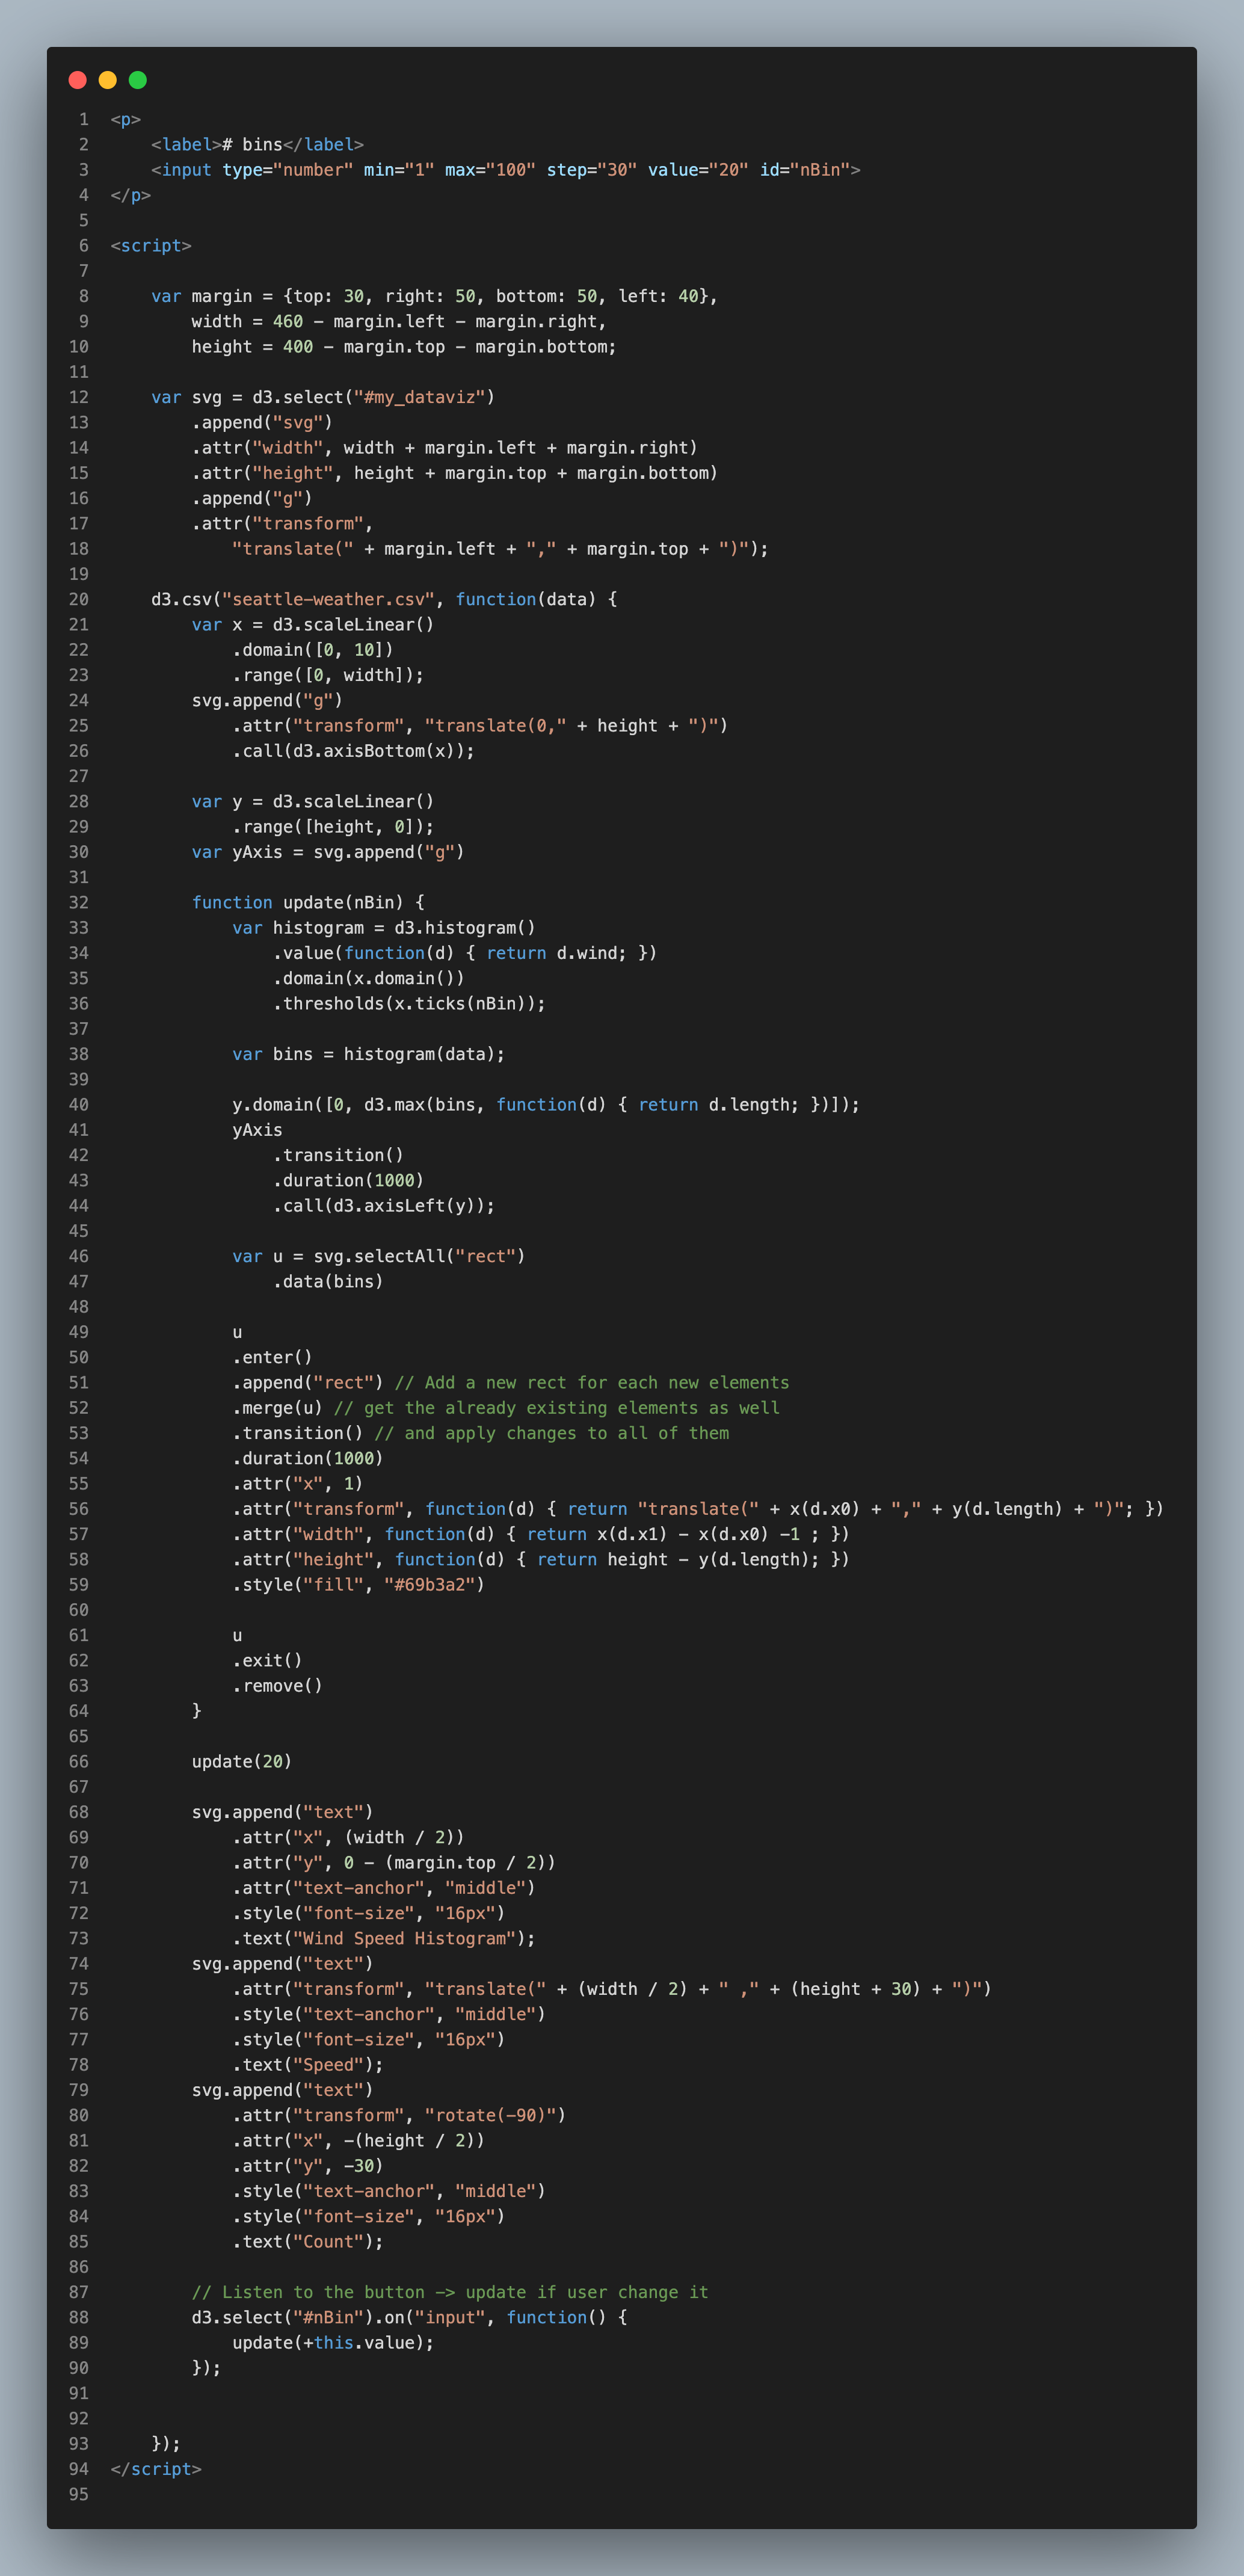 1 <p>
2     <label># bins</label>
3     <input type="number" min="1" max="100" step="30" value="20" id="nBin">
4 </p>
5
6 <script>
7
8     var margin = {top: 30, right: 50, bottom: 50, left: 40},
9         width = 460 - margin.left - margin.right,
10         height = 400 - margin.top - margin.bottom;
11
12     var svg = d3.select("#my_dataviz")
13         .append("svg")
14         .attr("width", width + margin.left + margin.right)
15         .attr("height", height + margin.top + margin.bottom)
16         .append("g")
17         .attr("transform",
18             "translate(" + margin.left + "," + margin.top + ")");
19
20     d3.csv("seattle-weather.csv", function(data) {
21         var x = d3.scaleLinear()
22             .domain([0, 10])
23             .range([0, width]);
24         svg.append("g")
25             .attr("transform", "translate(0," + height + ")")
26             .call(d3.axisBottom(x));
27
28         var y = d3.scaleLinear()
29             .range([height, 0]);
30         var yAxis = svg.append("g")
31
32         function update(nBin) {
33             var histogram = d3.histogram()
34                 .value(function(d) { return d.wind; })
35                 .domain(x.domain())
36                 .thresholds(x.ticks(nBin));
37
38             var bins = histogram(data);
39
40             y.domain([0, d3.max(bins, function(d) { return d.length; })]);
41             yAxis
42                 .transition()
43                 .duration(1000)
44                 .call(d3.axisLeft(y));
45
46             var u = svg.selectAll("rect")
47                 .data(bins)
48
49             u
50             .enter()
51             .append("rect") // Add a new rect for each new elements
52             .merge(u) // get the already existing elements as well
53             .transition() // and apply changes to all of them
54             .duration(1000)
55             .attr("x", 1)
56             .attr("transform", function(d) { return "translate(" + x(d.x0) + "," + y(d.length) + ")"; })
57             .attr("width", function(d) { return x(d.x1) - x(d.x0) -1 ; })
58             .attr("height", function(d) { return height - y(d.length); })
59             .style("fill", "#69b3a2")
60
61             u
62             .exit()
63             .remove()
64         }
65
66         update(20)
67
68         svg.append("text")
69             .attr("x", (width / 2))
70             .attr("y", 0 - (margin.top / 2))
71             .attr("text-anchor", "middle")
72             .style("font-size", "16px")
73             .text("Wind Speed Histogram");
74         svg.append("text")
75             .attr("transform", "translate(" + (width / 2) + " ," + (height + 30) + ")")
76             .style("text-anchor", "middle")
77             .style("font-size", "16px")
78             .text("Speed");
79         svg.append("text")
80             .attr("transform", "rotate(-90)")
81             .attr("x", -(height / 2))
82             .attr("y", -30)
83             .style("text-anchor", "middle")
84             .style("font-size", "16px")
85             .text("Count");
86
87         // Listen to the button -> update if user change it
88         d3.select("#nBin").on("input", function() {
89             update(+this.value);
90         });
91
92
93     });
94 </script>
95